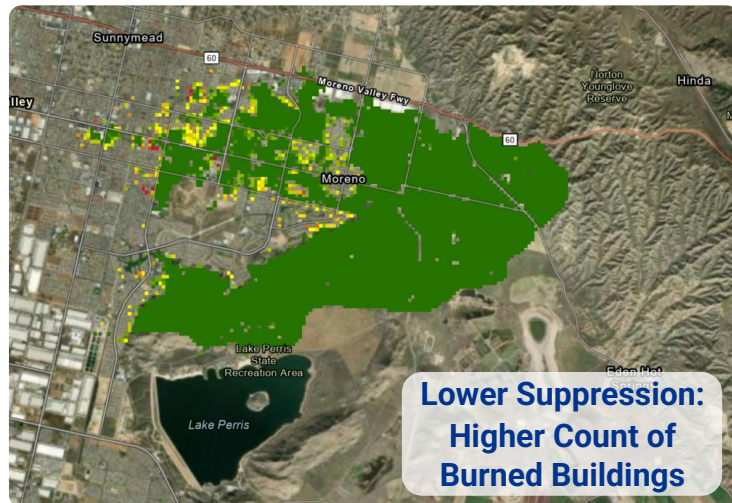 Sunnymead
60
Moreno Valley Fwy
Norton
Younglove
Reserve
Hinda
lley
60
Moreno
Lake Perris
State
Recreation Area
Eden Hot
Lake Perris
Lower Suppression:
Higher Count of
Burned Buildings